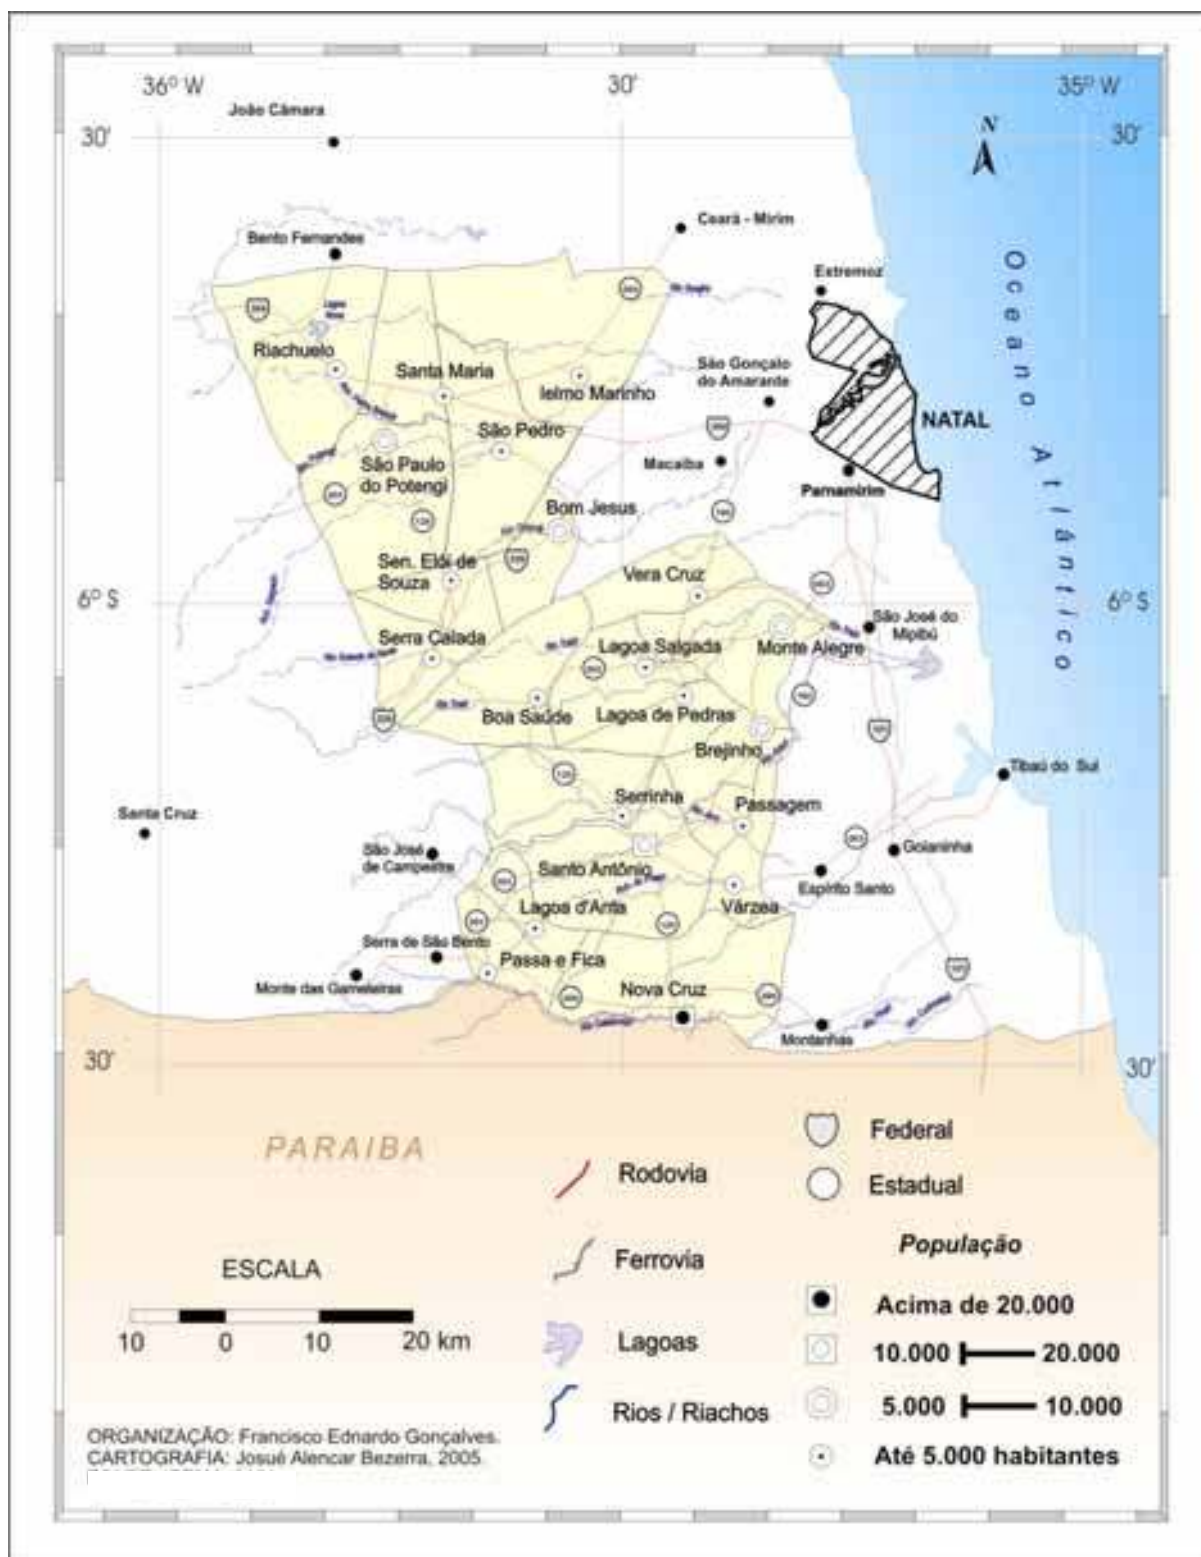 36º W
30'
35º W
João Câmara
N
30'
30'
Ceará - Mirim
Bento Fernandes
Extremoz
Oceano Atlântico
Riachuelo
Santa Maria
Ielmo Marinho
São Gonçalo
do Amarante
NATAL
São Pedro
São Paulo
do Potengi
Macaíba
Parnamirim
Bom Jesus
Sen. Elói de
Souza
Vera Cruz
6º S
6º S
São José do
Mipibú
Serra Caiada
Lagoa Salgada
Monte Alegre
Boa Saúde
Lagoa de Pedras
Brejinho
Tibaú do Sul
Santa Cruz
Serrinha
Passagem
São José
de Campestre
Goianinha
Santo Antônio
Espírito Santo
Lagoa d'Anta
Várzea
Serra de São Bento
Passa e Fica
Monte das Gameleiras
Nova Cruz
Montanhas
30'
30'
PARAIBA
Federal
Rodovia
Estadual
População
Ferrovia
ESCALA
Acima de 20.000
10 0 10 20 km
Lagoas
10.000 20.000
Rios / Riachos
5.000 10.000
ORGANIZAÇÃO: Francisco Ednardo Gonçalves.
CARTOGRAFIA: Josué Alencar Bezerra, 2005.
Até 5.000 habitantes